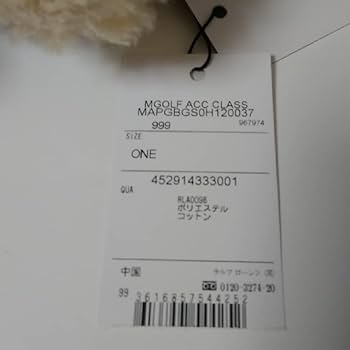 MGOLF ACC CLASS
MAPGBGS0H120037
999 967974
SIZE
ONE
452914333001
QUA
RLA0098
ポリエステル
コットン
中国 ラルフ ローレン (株)
0120-3274-20
99 3616857544252